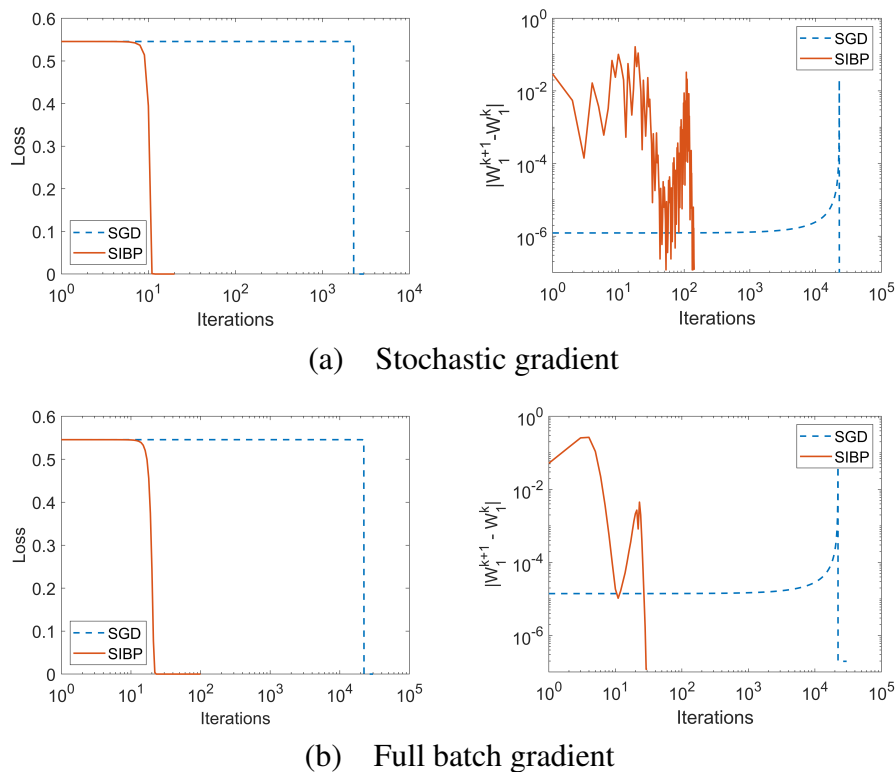 0.6
0.5
0.4
0.3
0.2
0.1
0
Loss
SGD
SIBP
10^0 10^1 10^2 10^3 10^4
Iterations
10^0
10^-2
10^-4
10^-6
|W_1^{k+1}-W_1^k|
SGD
SIBP
10^0 10^1 10^2 10^3 10^4 10^5
Iterations
(a) Stochastic gradient
0.6
0.5
0.4
0.3
0.2
0.1
0
Loss
SGD
SIBP
10^0 10^1 10^2 10^3 10^4 10^5
Iterations
10^0
10^-2
10^-4
10^-6
|W_1^{k+1} - W_1^k|
SGD
SIBP
10^0 10^1 10^2 10^3 10^4 10^5
Iterations
(b) Full batch gradient